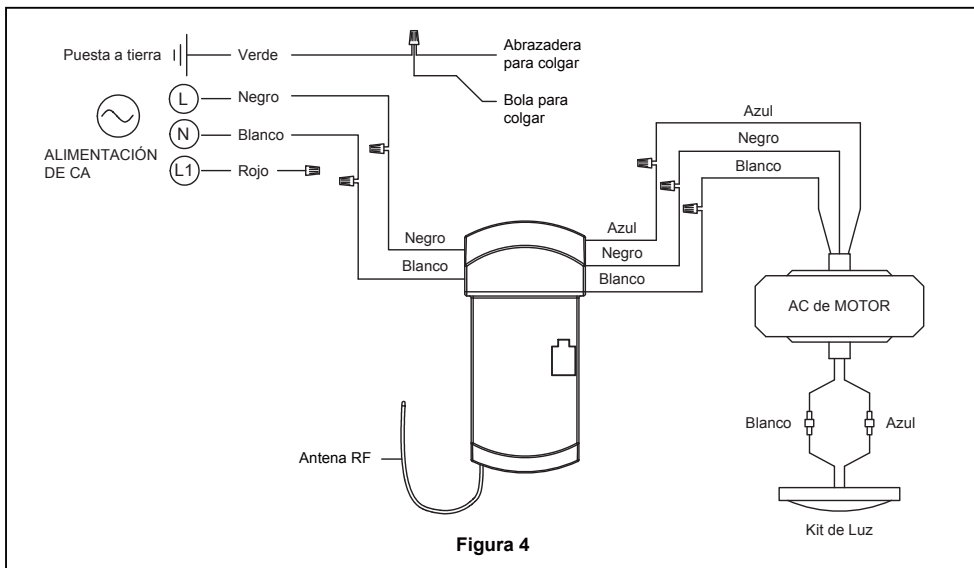 Puesta a tierra
Verde
Abrazadera
para colgar
Bola para
colgar
L
Negro
N
Blanco
L1
Rojo
ALIMENTACIÓN
DE CA
Azul
Negro
Blanco
Negro
Blanco
Azul
Negro
Blanco
AC de MOTOR
Blanco
Azul
Kit de Luz
Antena RF
Figura 4